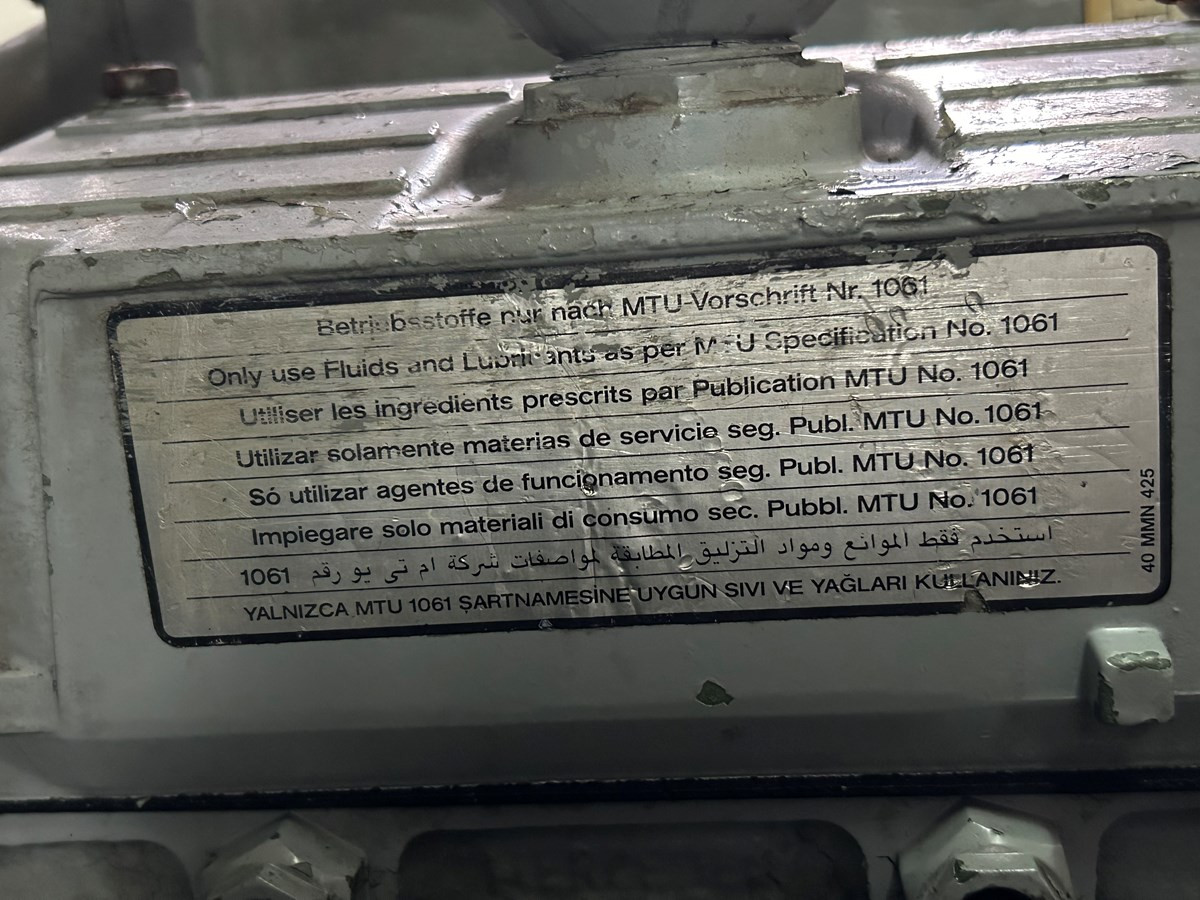 Betriebsstoffe nur nach MTU-Vorschrift Nr. 1061
Only use Fluids and Lubricants as per MTU Specification No. 1061
Utiliser les ingredients prescrits par Publication MTU No. 1061
Utilizar solamente materias de servicie seg. Publ. MTU No. 1061
Só utilizar agentes de funcionamento seg. Publ. MTU No. 1061
Impiegare solo materiali di consumo sec. Pubbl. MTU No. 1061
استخدم فقط الموائع ومواد التزليق المطابقة لمواصفات شركة ام تى يو رقم 1061
YALNIZCA MTU 1061 ŞARTNAMESİNE UYGUN SIVI VE YAĞLARI KULLANINIZ.
40 MMN 425